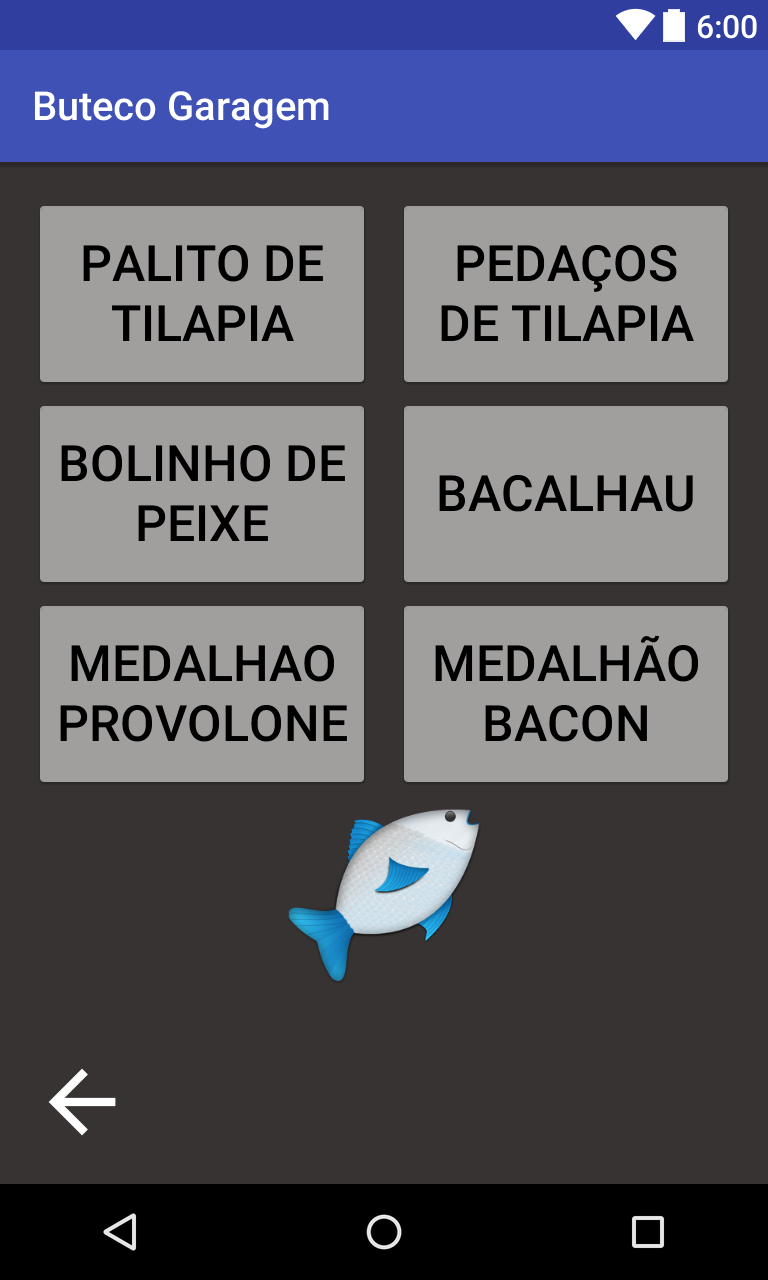 6:00
Buteco Garagem
PALITO DE
TILAPIA
PEDAÇOS
DE TILAPIA
BOLINHO DE
PEIXE
BACALHAU
MEDALHAO
PROVOLONE
MEDALHÃO
BACON